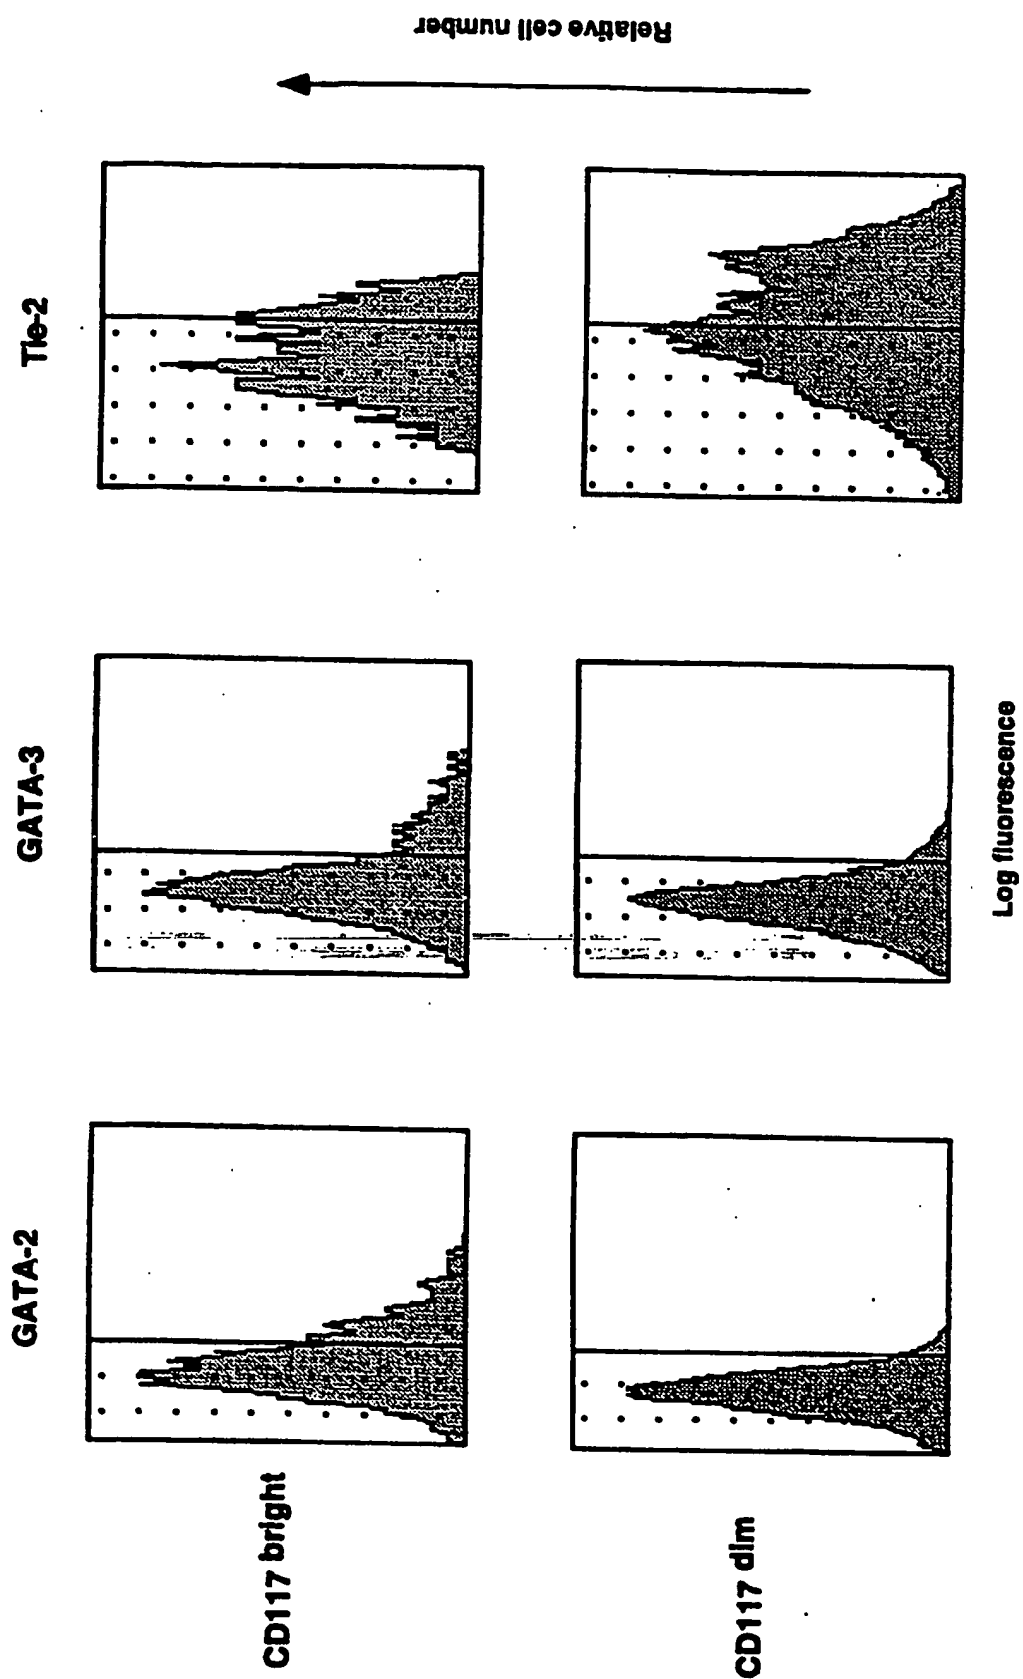 GATA-2
GATA-3
Tie-2
CD117 bright
CD117 dim
Log fluorescence
Relative cell number